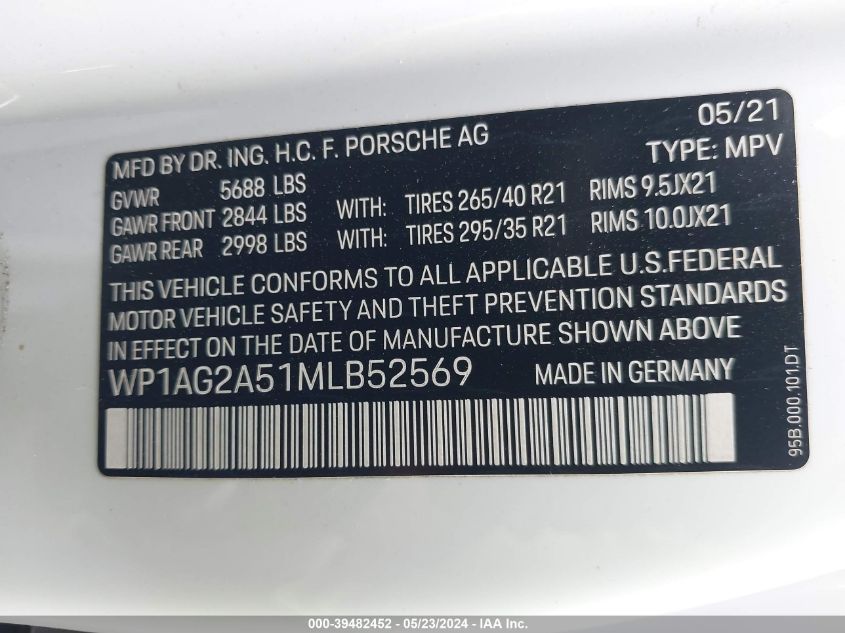 05/21
MFD BY DR. ING. H.C. F. PORSCHE AG TYPE: MPV
GVWR 5688 LBS
GAWR FRONT 2844 LBS WITH: TIRES 265/40 R21 RIMS 9.5JX21
GAWR REAR 2998 LBS WITH: TIRES 295/35 R21 RIMS 10.0JX21
THIS VEHICLE CONFORMS TO ALL APPLICABLE U.S.FEDERAL
MOTOR VEHICLE SAFETY AND THEFT PREVENTION STANDARDS
IN EFFECT ON THE DATE OF MANUFACTURE SHOWN ABOVE
WP1AG2A51MLB52569 MADE IN GERMANY
95B.000.101.DT
000-39482452 - 05/23/2024 - IAA Inc.